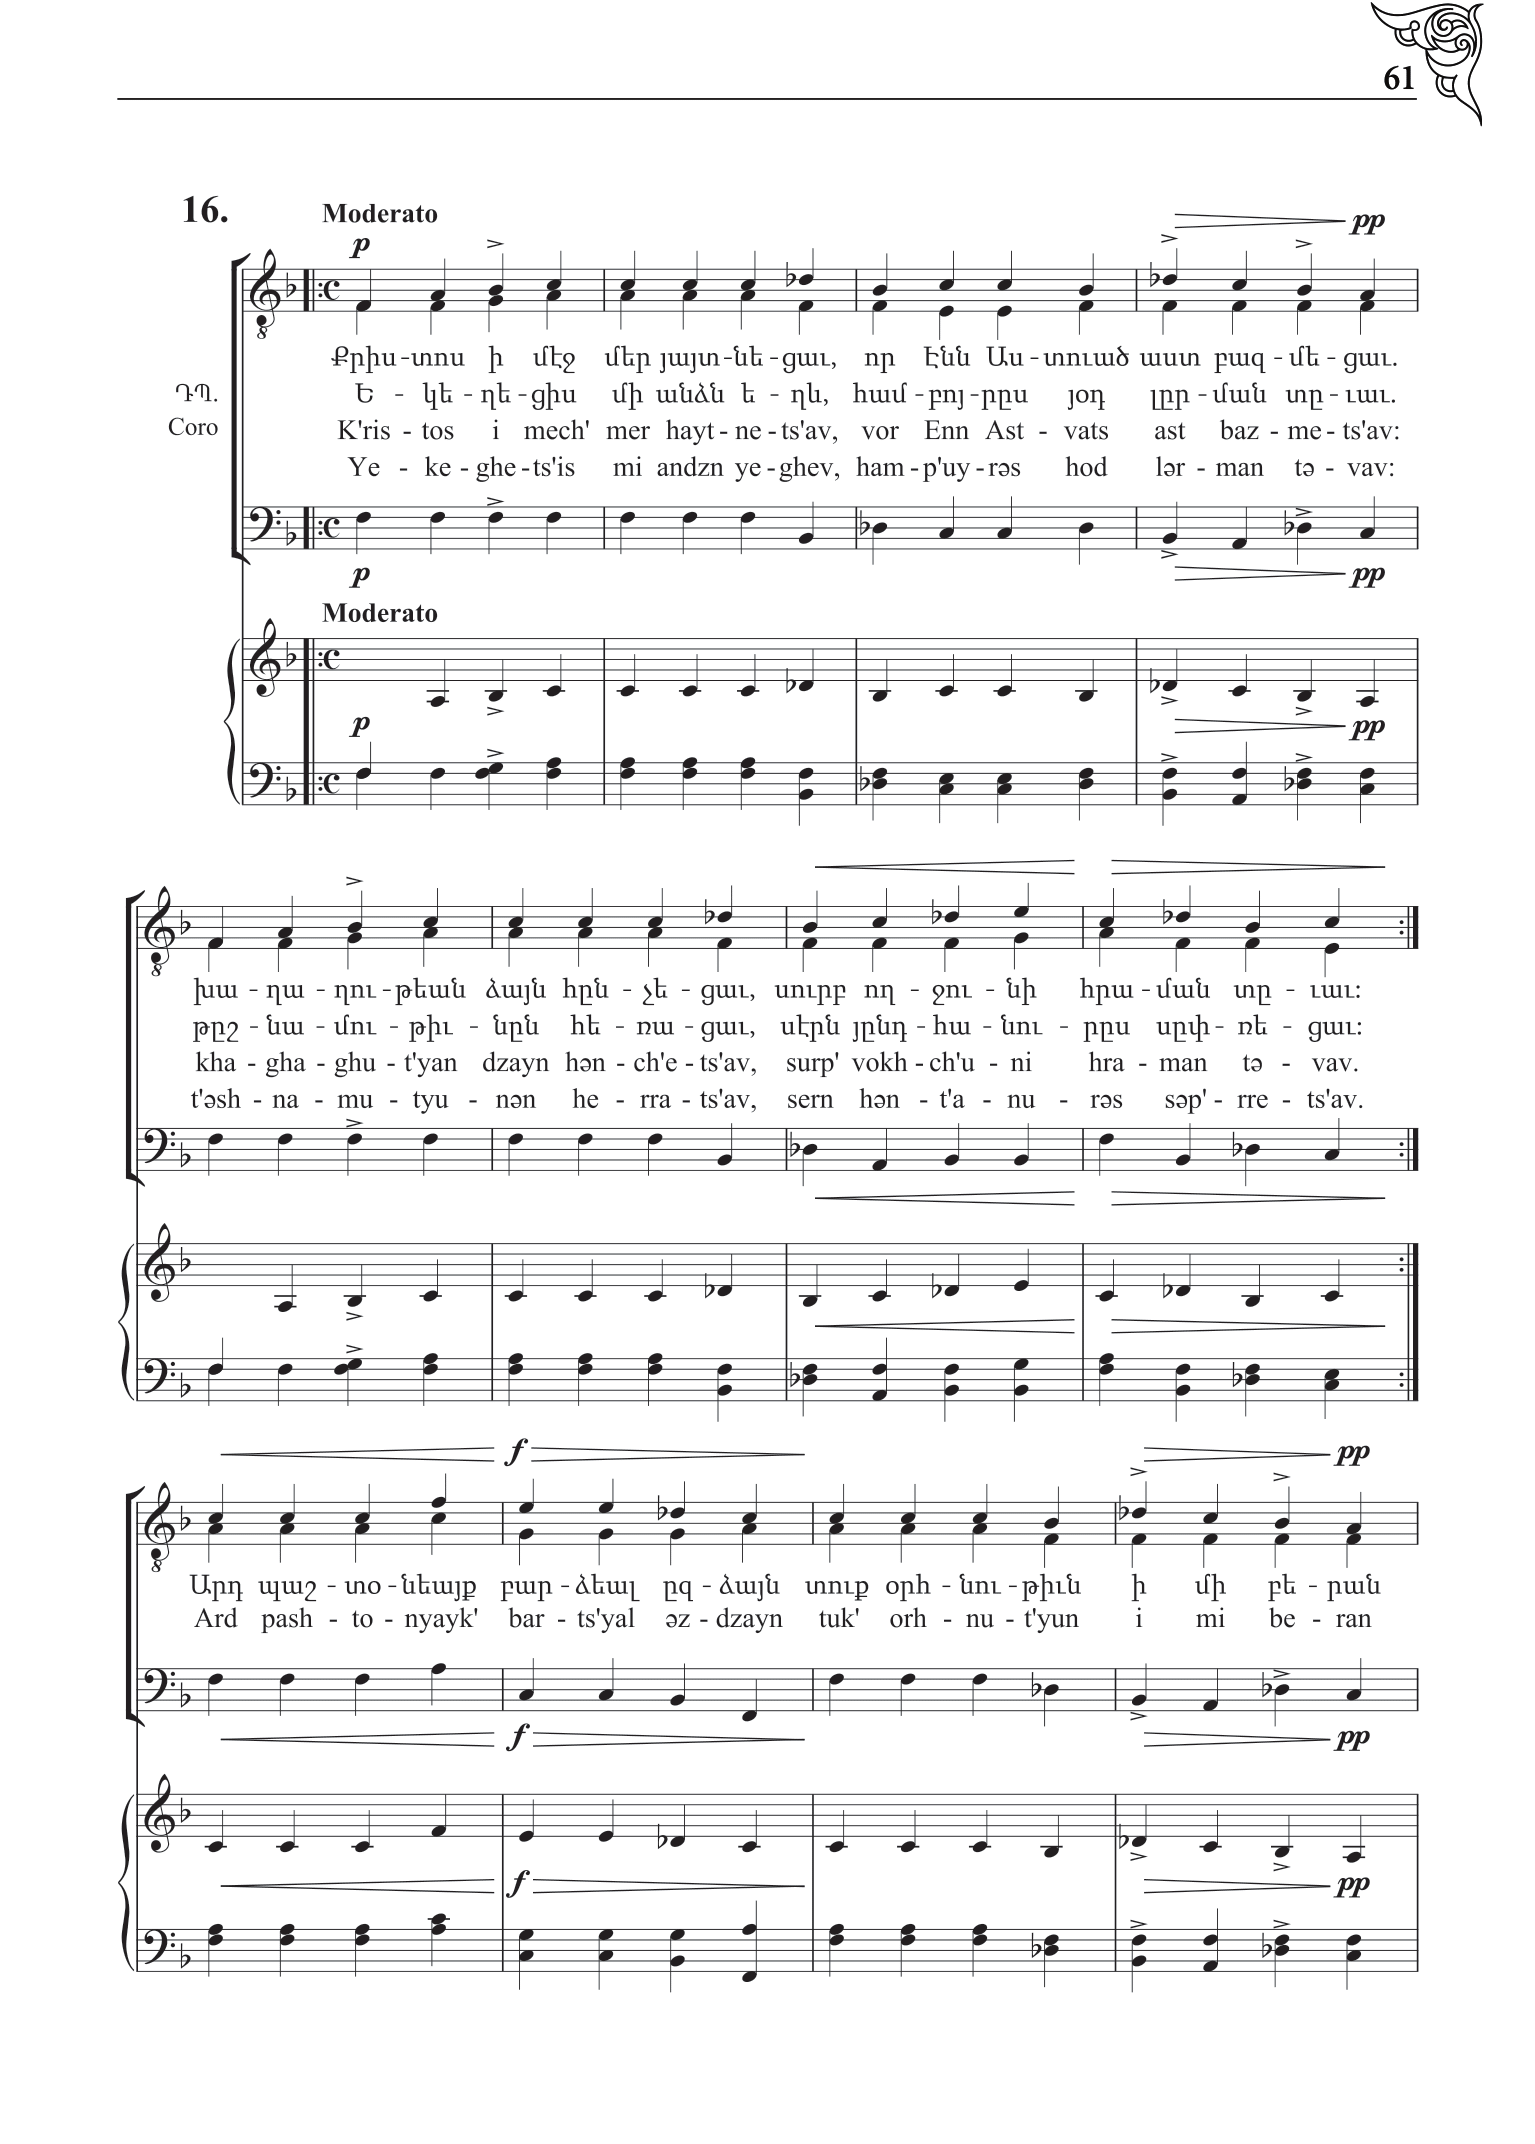 61
16.
Moderato
p
pp
Քրիս - տոս ի մէջ մեր յայտ - նե - ցաւ, որ Էնն Աս - տուած աստ բազ - մե - ցաւ.
ԴՊ. Ե - կե - ղե - ցիս մի անձն ե - ղև, համ - բոյ - րըս յօդ լըր - ման տը - ւաւ.
Coro K'ris - tos i mech' mer hayt - ne - ts'av, vor Enn Ast - vats ast baz - me - ts'av:
Ye - ke - ghe - ts'is mi andzn ye - ghev, ham - p'uy - rəs hod lər - man tə - vav:
p pp
Moderato
p pp
խա - ղա - ղու - թեան ձայն հըն - չե - ցաւ, սուրբ ող - ջու - նի հրա - ման տը - ւաւ:
թըշ - նա - մու - թիւ - նըն հե - ռա - ցաւ, սէրն յընդ - հա - նու - րըս սըփ - ռե - ցաւ:
kha - gha - ghu - t'yan dzayn hən - ch'e - ts'av, surp' vokh - ch'u - ni hra - man tə - vav.
t'əsh - na - mu - tyu - nən he - rra - ts'av, sern hən - t'a - nu - rəs səp' - rre - ts'av.
f pp
Արդ պաշ - տօ - նեայք բար - ձեալ ըզ - ձայն տուք օրհ - նու - թիւն ի մի բե - րան
Ard pash - to - nyayk' bar - ts'yal əz - dzayn tuk' orh - nu - t'yun i mi be - ran
f pp
f pp